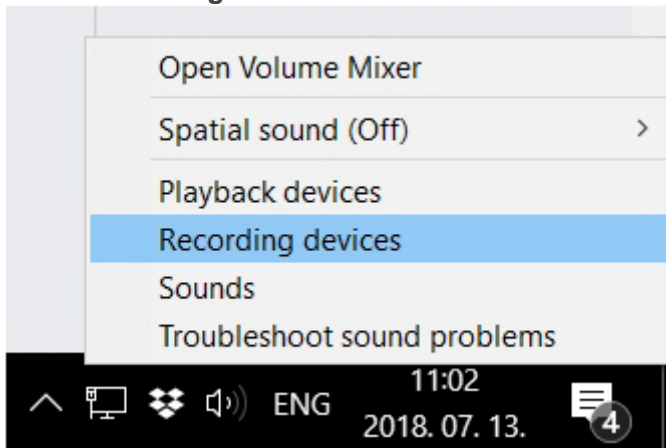 Open Volume Mixer
Spatial sound (Off)
Playback devices
Recording devices
Sounds
Troubleshoot sound problems
ENG
11:02
2018. 07. 13.
4